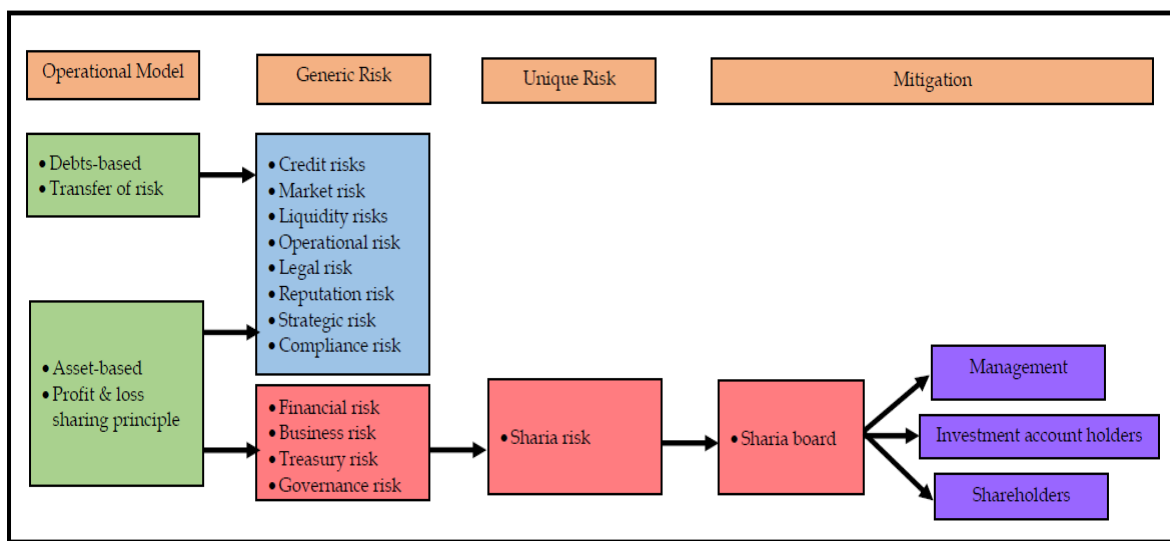 Operational Model
Generic Risk
Unique Risk
Mitigation
• Debts-based
• Transfer of risk
• Credit risks
• Market risk
• Liquidity risks
• Operational risk
• Legal risk
• Reputation risk
• Strategic risk
• Compliance risk
• Asset-based
• Profit & loss
sharing principle
• Financial risk
• Business risk
• Treasury risk
• Governance risk
• Sharia risk
• Sharia board
Management
Investment account holders
Shareholders